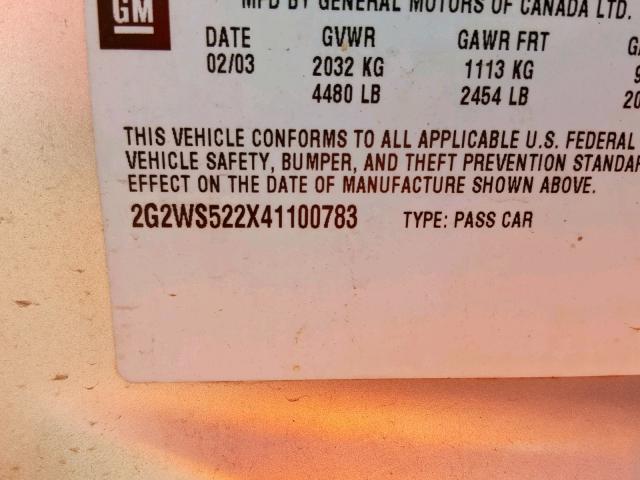 GM
MFD BY GENERAL MOTORS OF CANADA LTD.
DATE GVWR GAWR FRT
02/03 2032 KG 1113 KG
4480 LB 2454 LB
THIS VEHICLE CONFORMS TO ALL APPLICABLE U.S. FEDERAL
VEHICLE SAFETY, BUMPER, AND THEFT PREVENTION STANDAR
EFFECT ON THE DATE OF MANUFACTURE SHOWN ABOVE.
2G2WS522X41100783 TYPE: PASS CAR